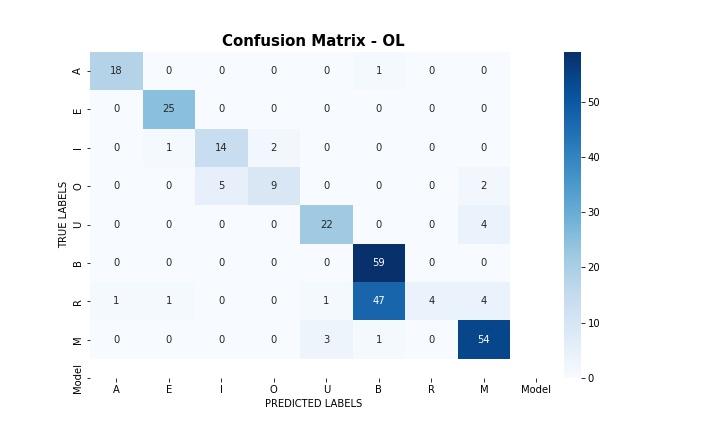 Confusion Matrix - OL
A 18 0 0 0 0 1 0 0
E 0 25 0 0 0 0 0 0
I 0 1 14 2 0 0 0 0
O 0 0 5 9 0 0 0 2
U 0 0 0 0 22 0 0 4
B 0 0 0 0 0 59 0 0
R 1 1 0 0 1 47 4 4
M 0 0 0 0 3 1 0 54
Model
TRUE LABELS
A E I O U B R M Model
PREDICTED LABELS
50
40
30
20
10
0